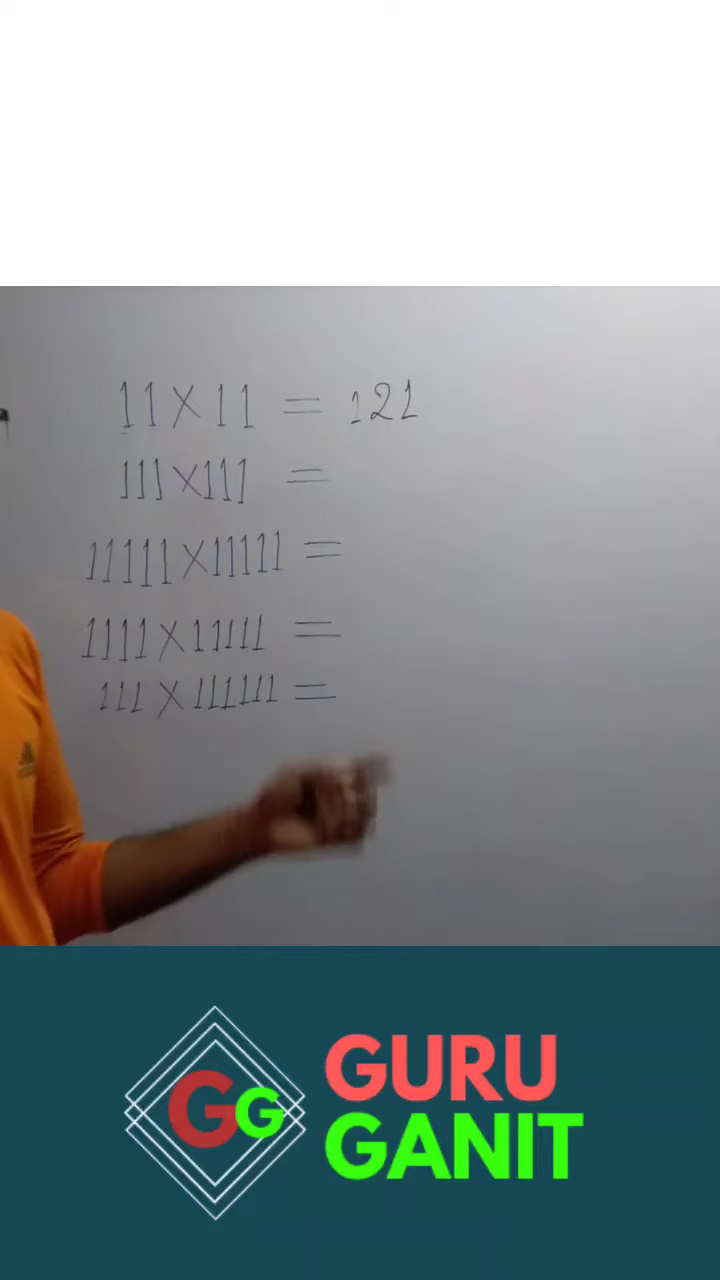 11 × 11 = 121
111 × 111 =
11111 × 11111 =
1111 × 11111 =
111 × 111111 =
Gg
GURU
GANIT